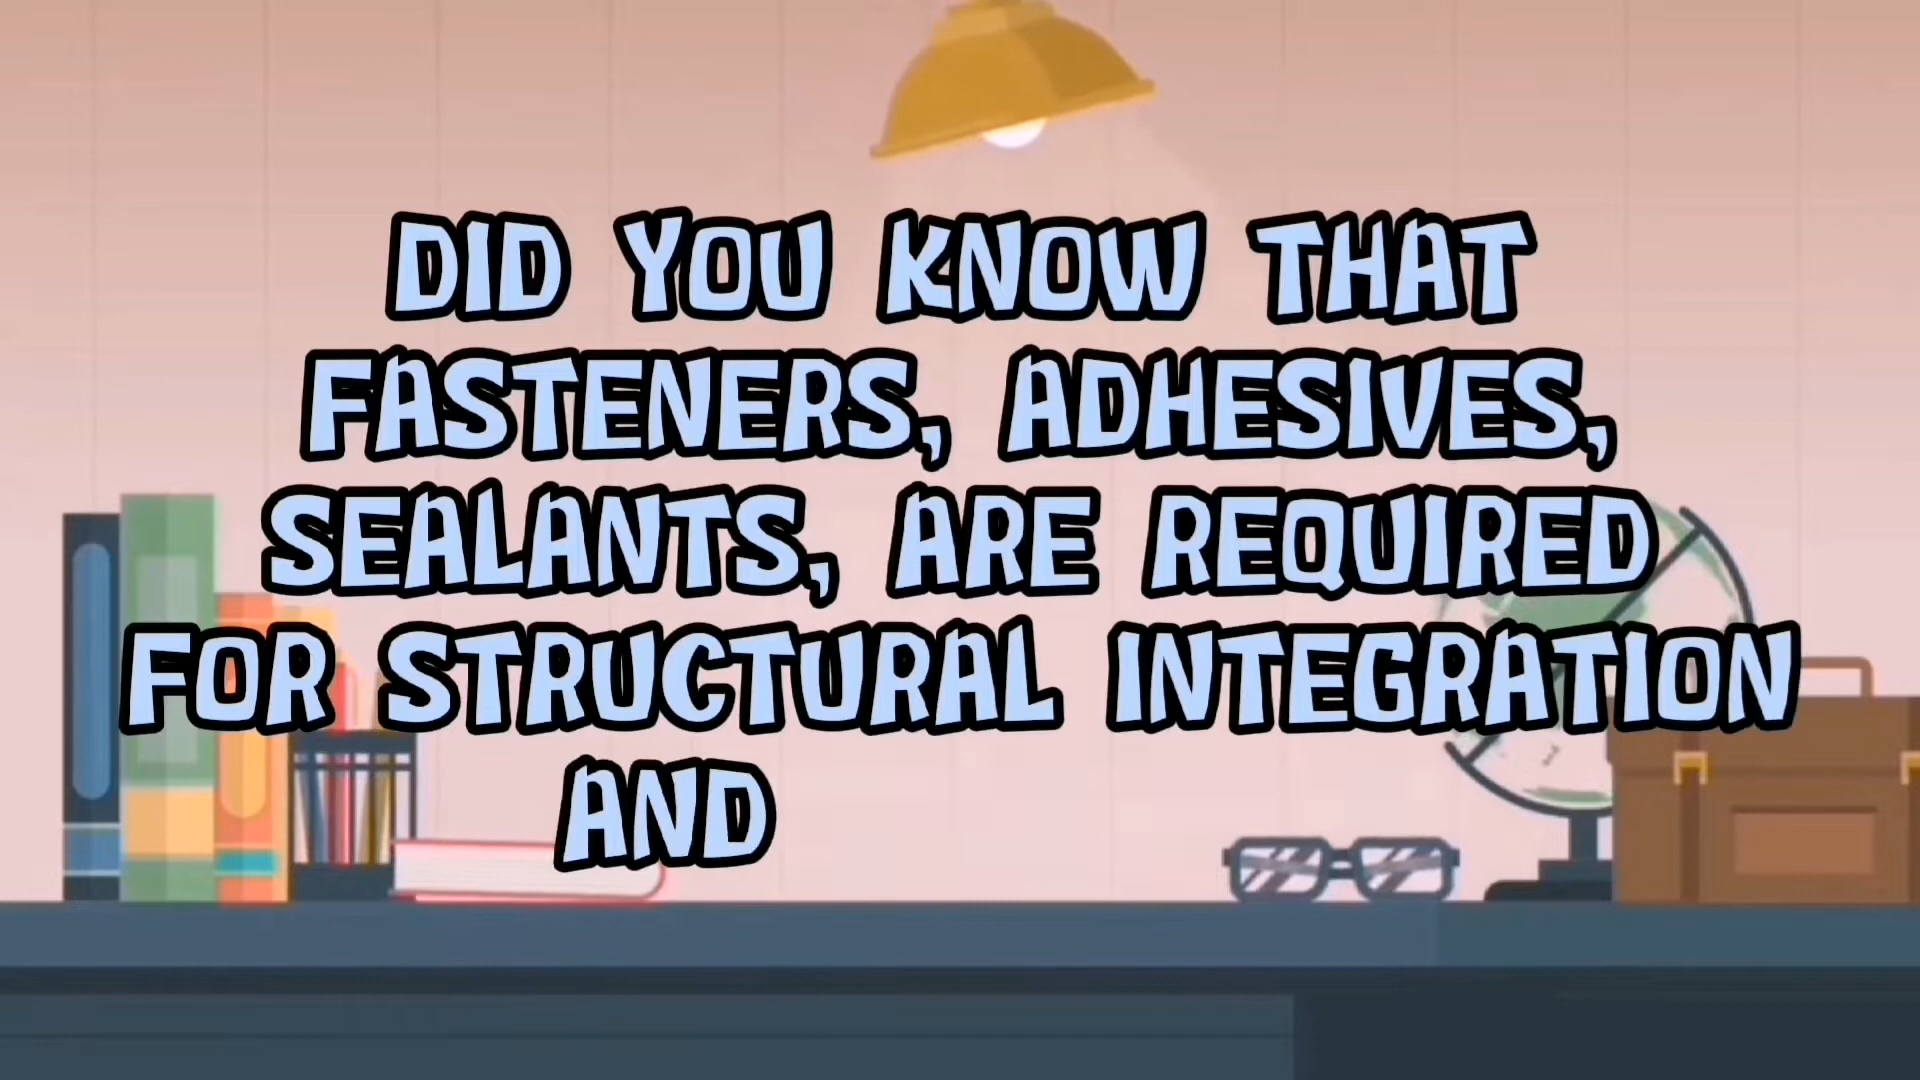 DID YOU KNOW THAT
FASTENERS, ADHESIVES,
SEALANTS, ARE REQUIRED
FOR STRUCTURAL INTEGRATION
AND